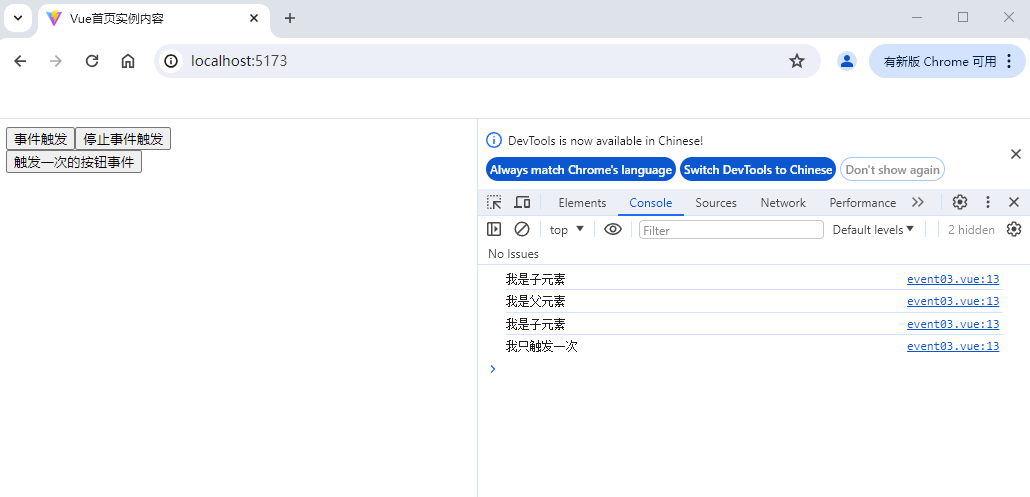 Vue首页实例内容
localhost:5173
有新版 Chrome 可用
事件触发 停止事件触发
触发一次的按钮事件
DevTools is now available in Chinese!
Always match Chrome's language Switch DevTools to Chinese Don't show again
Elements Console Sources Network Performance
top Filter Default levels 2 hidden
No Issues
我是子元素 event03.vue:13
我是父元素 event03.vue:13
我是子元素 event03.vue:13
我只触发一次 event03.vue:13